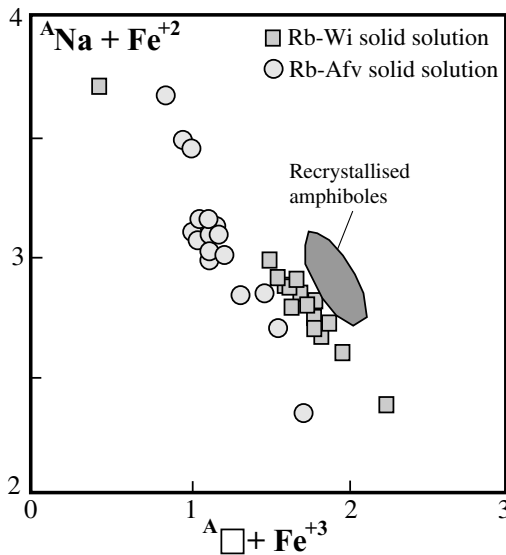 4
ᴬNa + Fe⁺²
Rb-Wi solid solution
Rb-Afv solid solution
Recrystallised
amphiboles
3
2
0
1
2
3
ᴬ□ + Fe⁺³